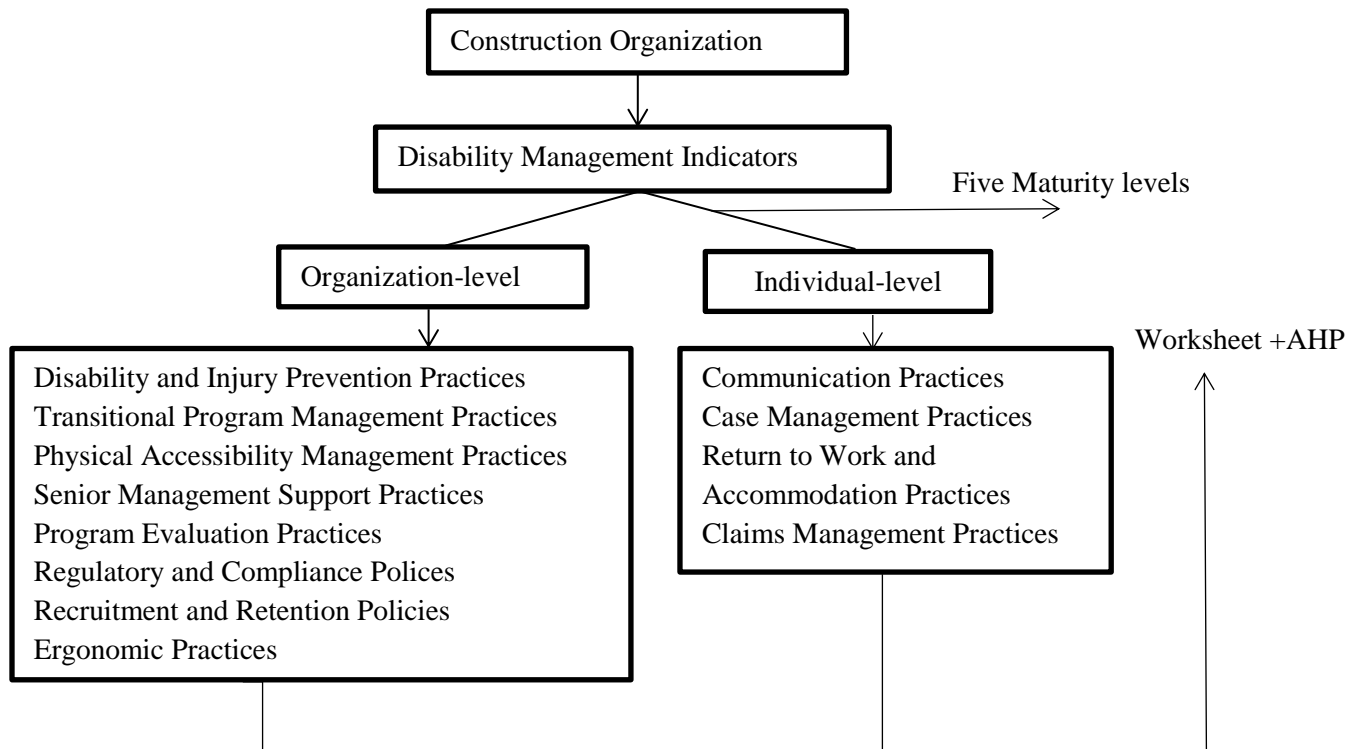 Construction Organization
Disability Management Indicators
Five Maturity levels
Organization-level
Individual-level
Worksheet +AHP
Disability and Injury Prevention Practices
Transitional Program Management Practices
Physical Accessibility Management Practices
Senior Management Support Practices
Program Evaluation Practices
Regulatory and Compliance Polices
Recruitment and Retention Policies
Ergonomic Practices
Communication Practices
Case Management Practices
Return to Work and
Accommodation Practices
Claims Management Practices